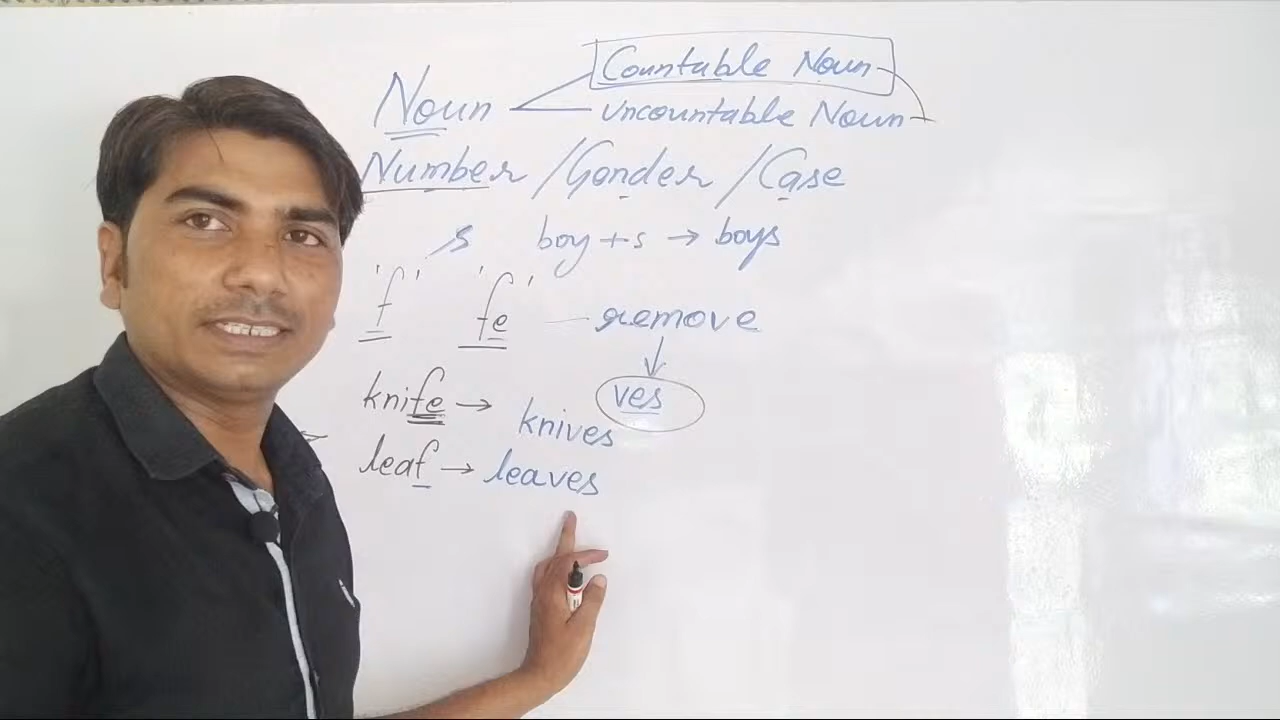 Countable Noun
Noun
Uncountable Noun
Number / Gender / Case
s boy + s → boys
'f' 'fe' — remove
ves
knife → knives
leaf → leaves